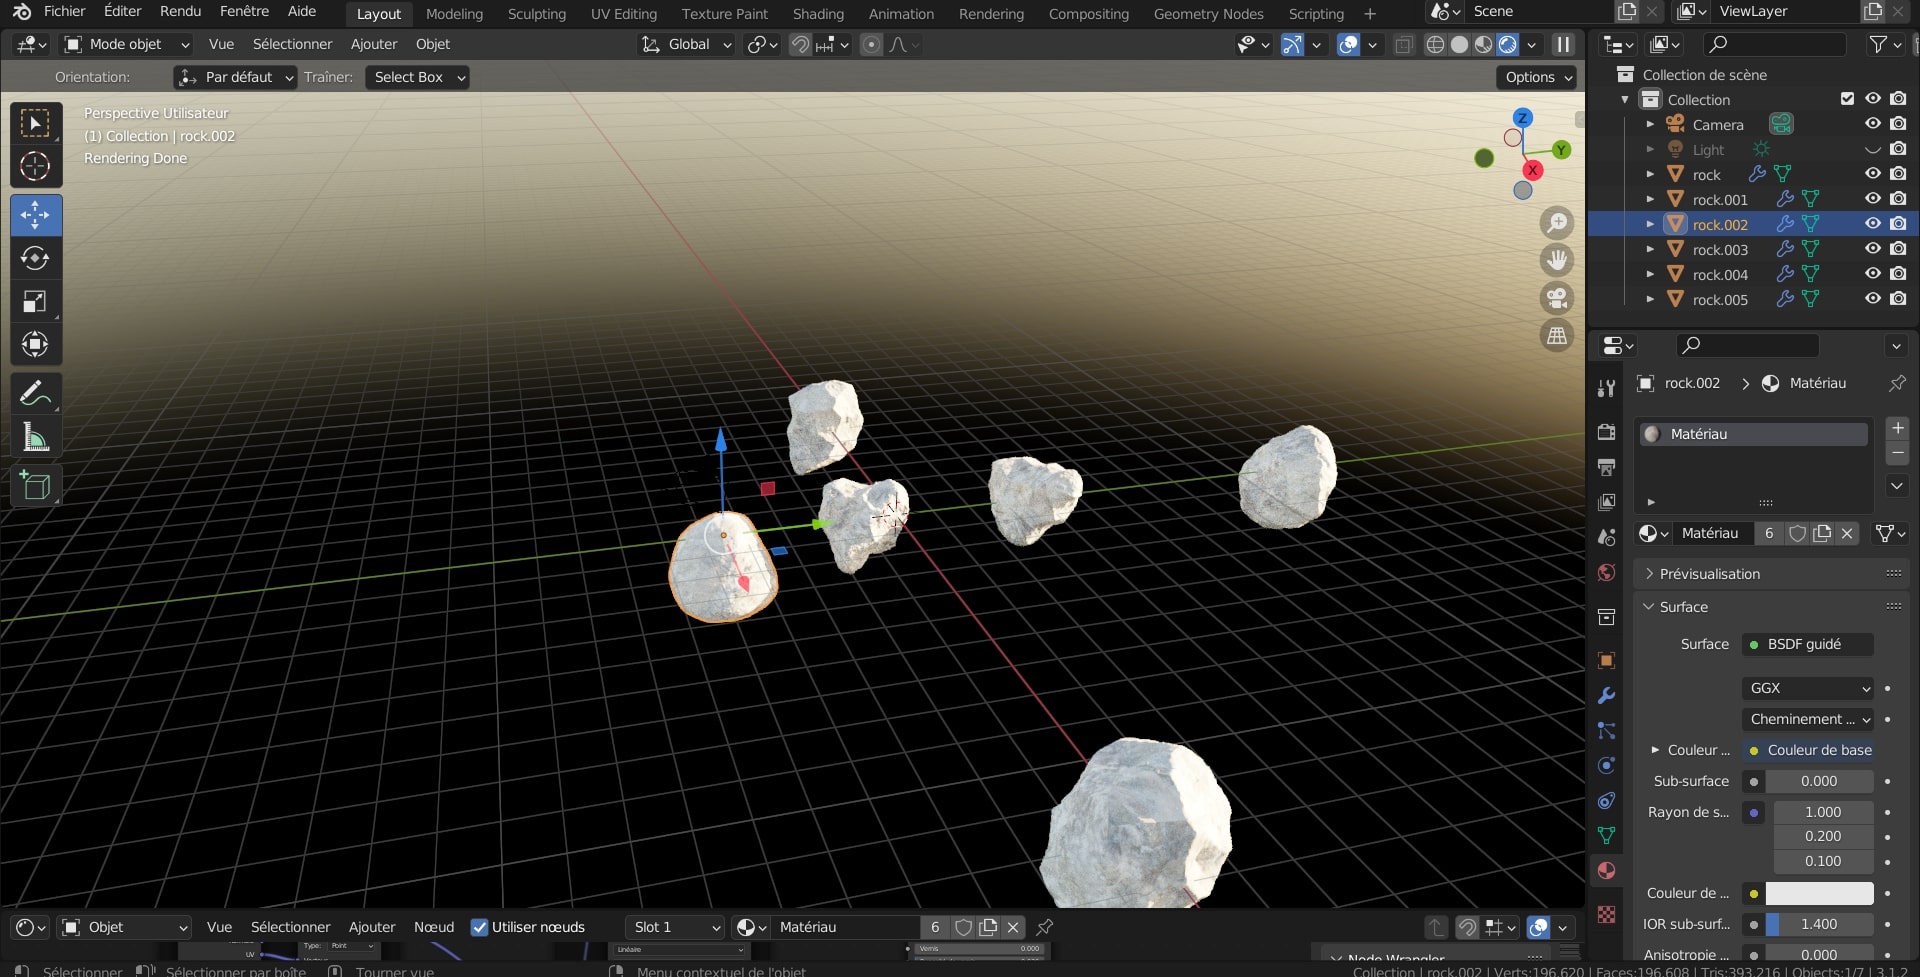 Fichier Éditer Rendu Fenêtre Aide Layout Modeling Sculpting UV Editing Texture Paint Shading Animation Rendering Compositing Geometry Nodes Scripting + Scene ViewLayer
Mode objet Vue Sélectionner Ajouter Objet Global
Orientation: Par défaut Traîner: Select Box Options
Perspective Utilisateur
(1) Collection | rock.002
Rendering Done
Z
Y
X
Collection de scène
Collection
Camera
Light
rock
rock.001
rock.002
rock.003
rock.004
rock.005
rock.002 > Matériau
Matériau
Matériau 6
Prévisualisation
Surface
Surface BSDF guidé
GGX
Cheminement ...
Couleur ... Couleur de base
Sub-surface 0.000
Rayon de s... 1.000
0.200
0.100
Couleur de ...
IOR sub-surf... 1.400
Anisotropie ... 0.000
Objet Vue Sélectionner Ajouter Nœud Utiliser nœuds Slot 1 Matériau 6
Type: Point
UV
Linéaire
Vernis 0.000
Node Wrangler
Sélectionner Sélectionner par boîte Tourner vue Menu contextuel de l'objet Collection | rock.002 | Verts:196.620 | Faces:196.608 | Tris:393.216 | Objects:1/7 | 3.1.2